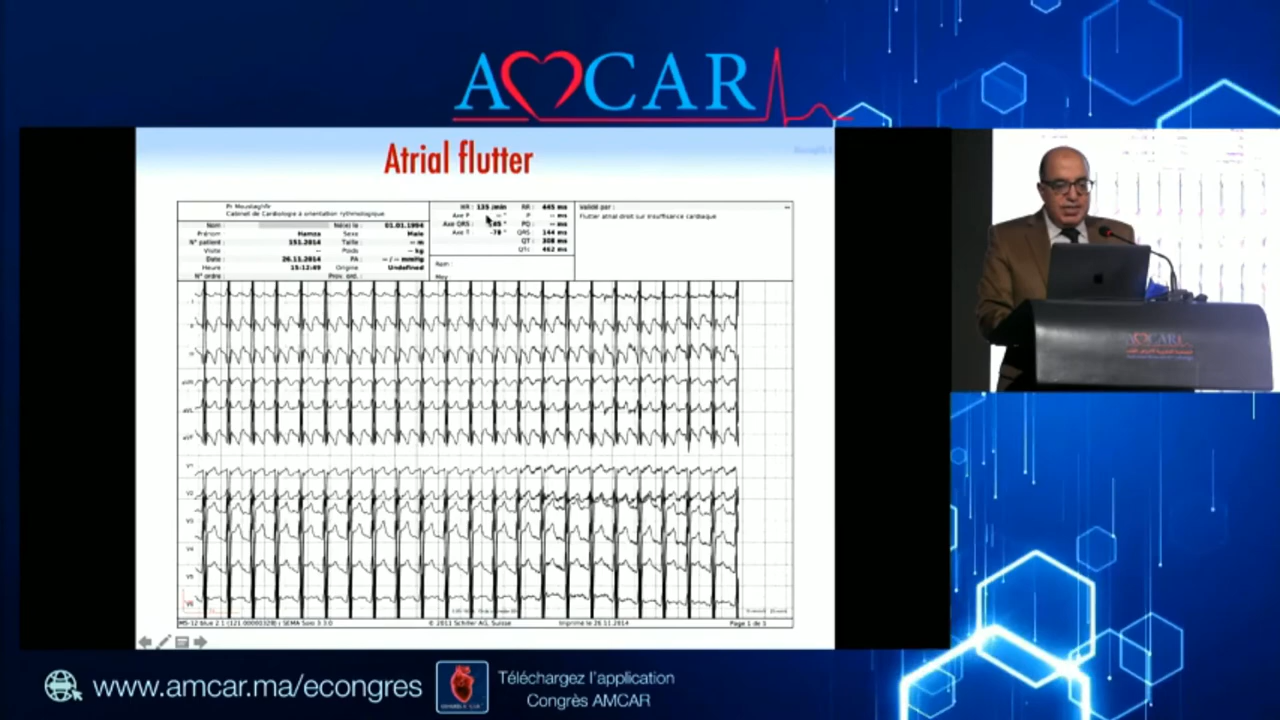 AMCAR
Atrial flutter
Pr Moustaghfir
Cabinet de Cardiologie à orientation rythmologique
Nom :
Né(e) le : 01.01.1994
Prénom : Hamza
Sexe Male
N° patient : 151.2014
Taille : -- m
Visite : --
Poids -- kg
Date : 26.11.2014
PA : -- / -- mmHg
Heure 15:12:49
Origine Undefined
N° ordre :
Prov. ord. :
HR : 135 /min
RR : 445 ms
Axe P -- °
P -- ms
Axe QRS :
PQ : -- ms
Axe T : -78 °
QRS : 144 ms
QT : 308 ms
QTc 462 ms
Rem :
Moy
Validé par : --
Flutter atrial droit sur insuffisance cardiaque
I
II
III
aVR
aVL
aVF
V1
V2
V3
V4
V5
V6
© 2011 Schiller AG, Suisse
Imprimé le 26.11.2014
Page 1 de 1
AMCAR
www.amcar.ma/econgres
Téléchargez l'application
Congrès AMCAR